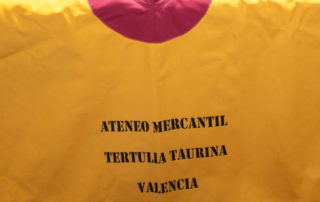 ATENEO MERCANTIL
TERTULIA TAURINA
VALENCIA